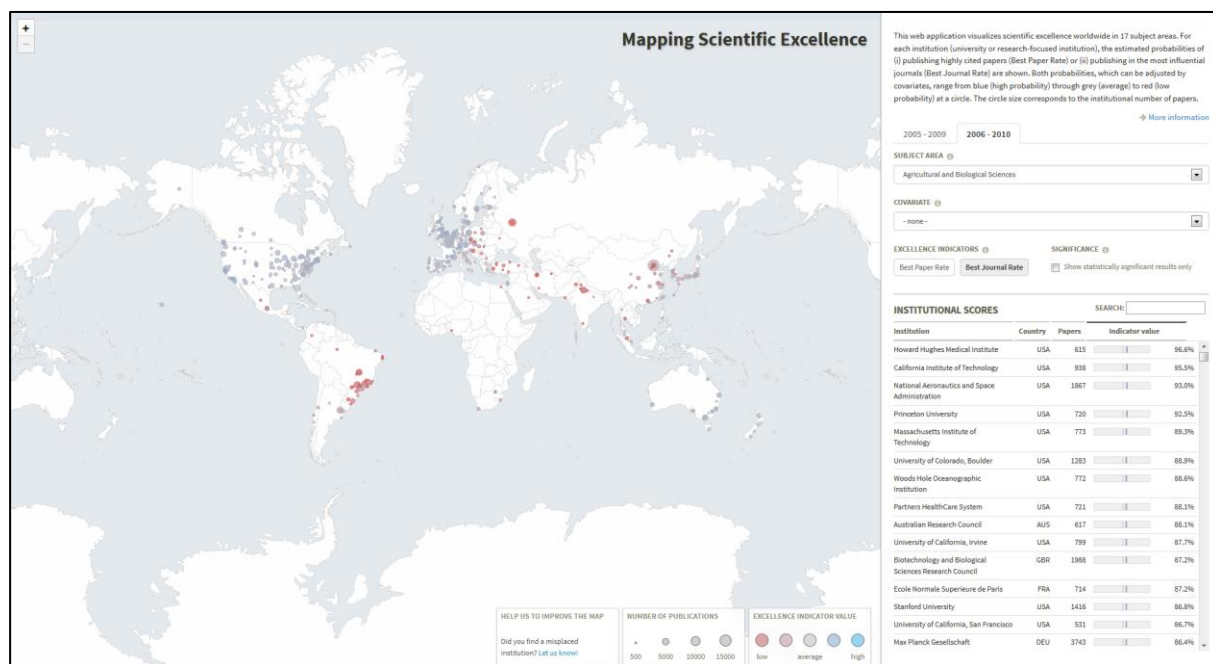 +
−
Mapping Scientific Excellence
HELP US TO IMPROVE THE MAP
Did you find a misplaced
institution? Let us know!
NUMBER OF PUBLICATIONS
500 5000 10000 15000
EXCELLENCE INDICATOR VALUE
low average high
This web application visualizes scientific excellence worldwide in 17 subject areas. For
each institution (university or research-focused institution), the estimated probabilities of
(i) publishing highly cited papers (Best Paper Rate) or (ii) publishing in the most influential
journals (Best Journal Rate) are shown. Both probabilities, which can be adjusted by
covariates, range from blue (high probability) through grey (average) to red (low
probability) at a circle. The circle size corresponds to the institutional number of papers.
→ More information
2005 - 2009 2006 - 2010
SUBJECT AREA
Agricultural and Biological Sciences
COVARIATE
- none -
EXCELLENCE INDICATORS SIGNIFICANCE
Best Paper Rate Best Journal Rate Show statistically significant results only
INSTITUTIONAL SCORES SEARCH:
Institution Country Papers Indicator value
Howard Hughes Medical Institute USA 615 96.6%
California Institute of Technology USA 938 95.5%
National Aeronautics and Space
Administration USA 1867 93.0%
Princeton University USA 720 92.5%
Massachusetts Institute of
Technology USA 773 89.3%
University of Colorado, Boulder USA 1283 88.9%
Woods Hole Oceanographic
Institution USA 772 88.6%
Partners HealthCare System USA 721 88.1%
Australian Research Council AUS 617 88.1%
University of California, Irvine USA 799 87.7%
Biotechnology and Biological
Sciences Research Council GBR 1988 87.2%
Ecole Normale Superieure de Paris FRA 714 87.2%
Stanford University USA 1416 86.8%
University of California, San Francisco USA 531 86.7%
Max Planck Gesellschaft DEU 3743 86.4%